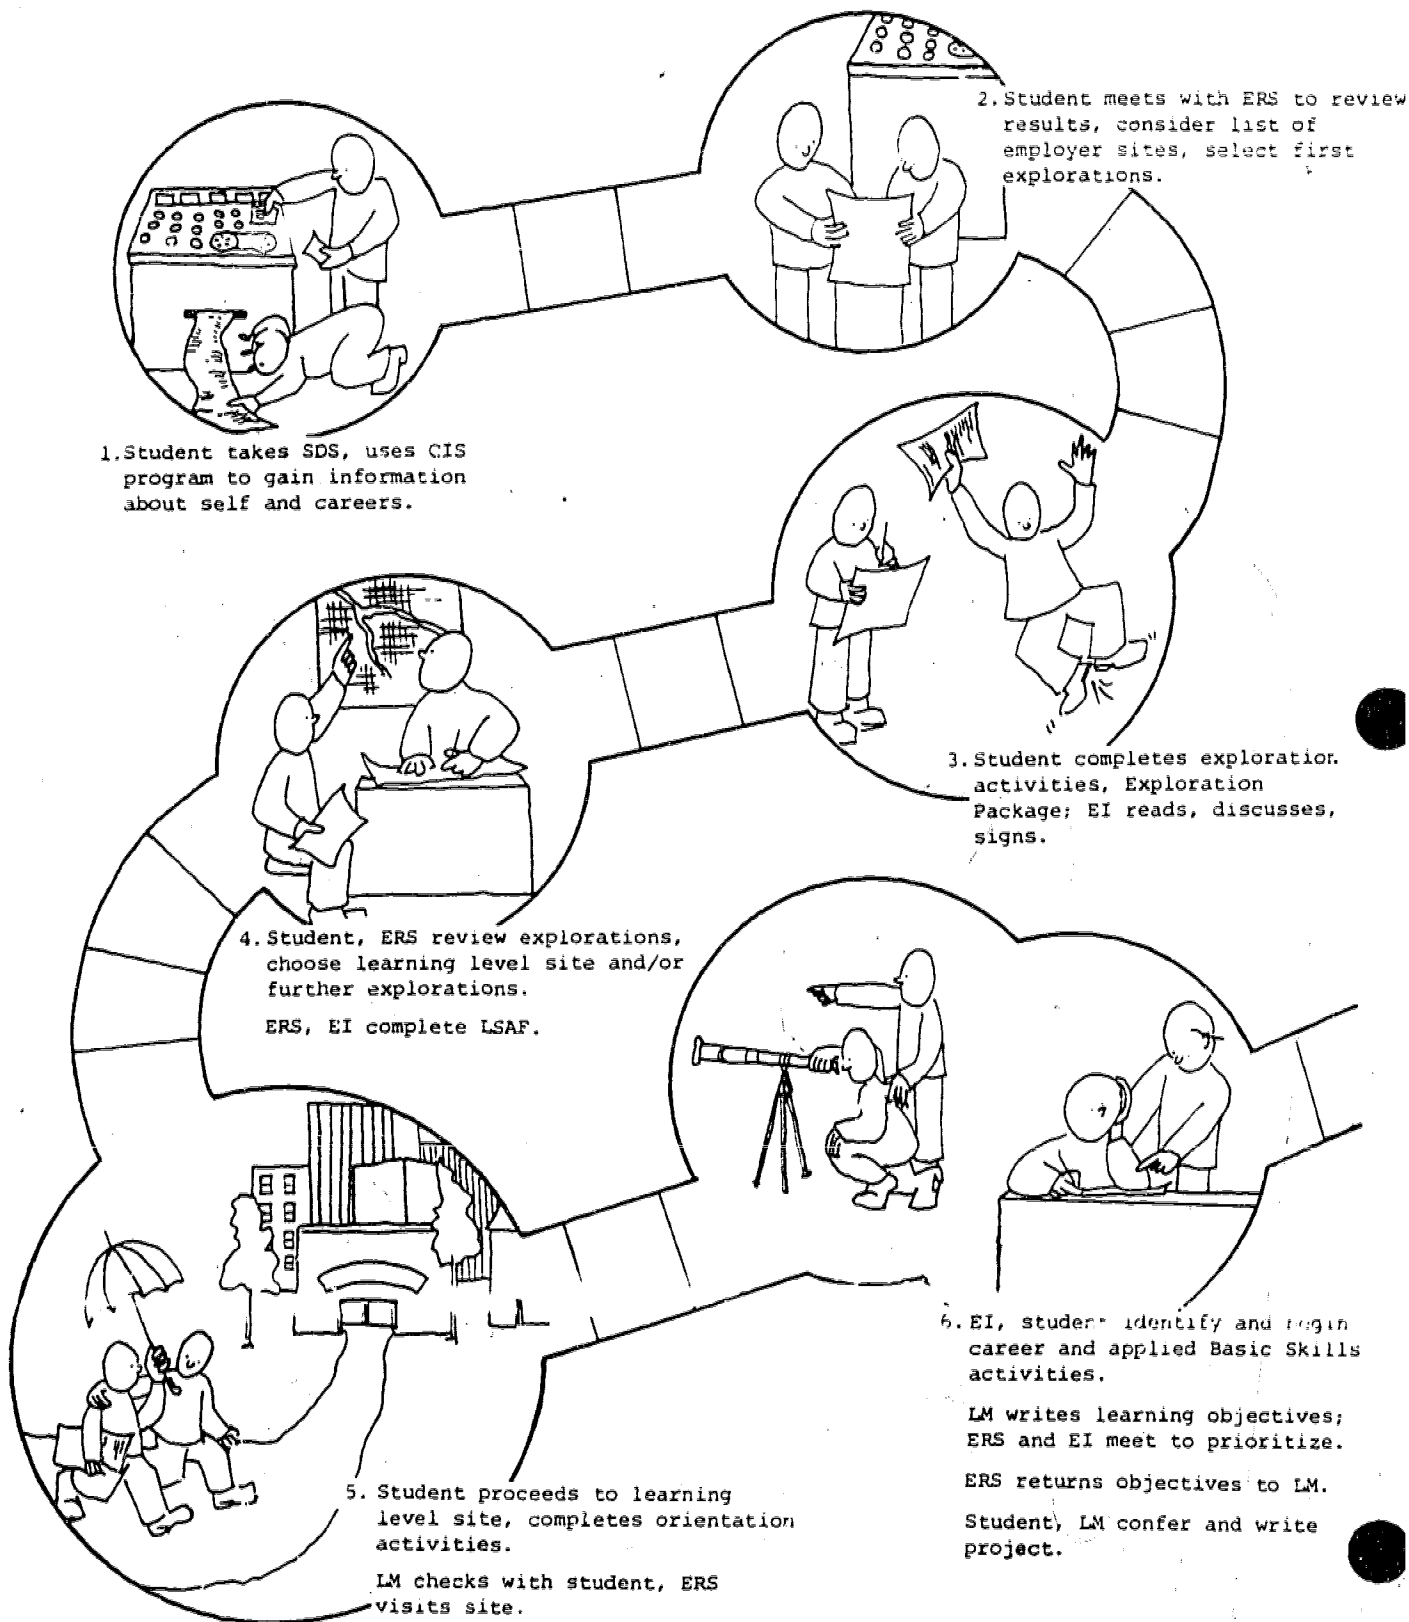 1. Student takes SDS, uses CIS
program to gain information
about self and careers.
2. Student meets with ERS to review
results, consider list of
employer sites, select first
explorations.
3. Student completes exploration
activities, Exploration
Package; EI reads, discusses,
signs.
4. Student, ERS review explorations,
choose learning level site and/or
further explorations.
ERS, EI complete LSAF.
5. Student proceeds to learning
level site, completes orientation
activities.
LM checks with student, ERS
visits site.
6. EI, student identify and begin
career and applied Basic Skills
activities.
LM writes learning objectives;
ERS and EI meet to prioritize.
ERS returns objectives to LM.
Student, LM confer and write
project.